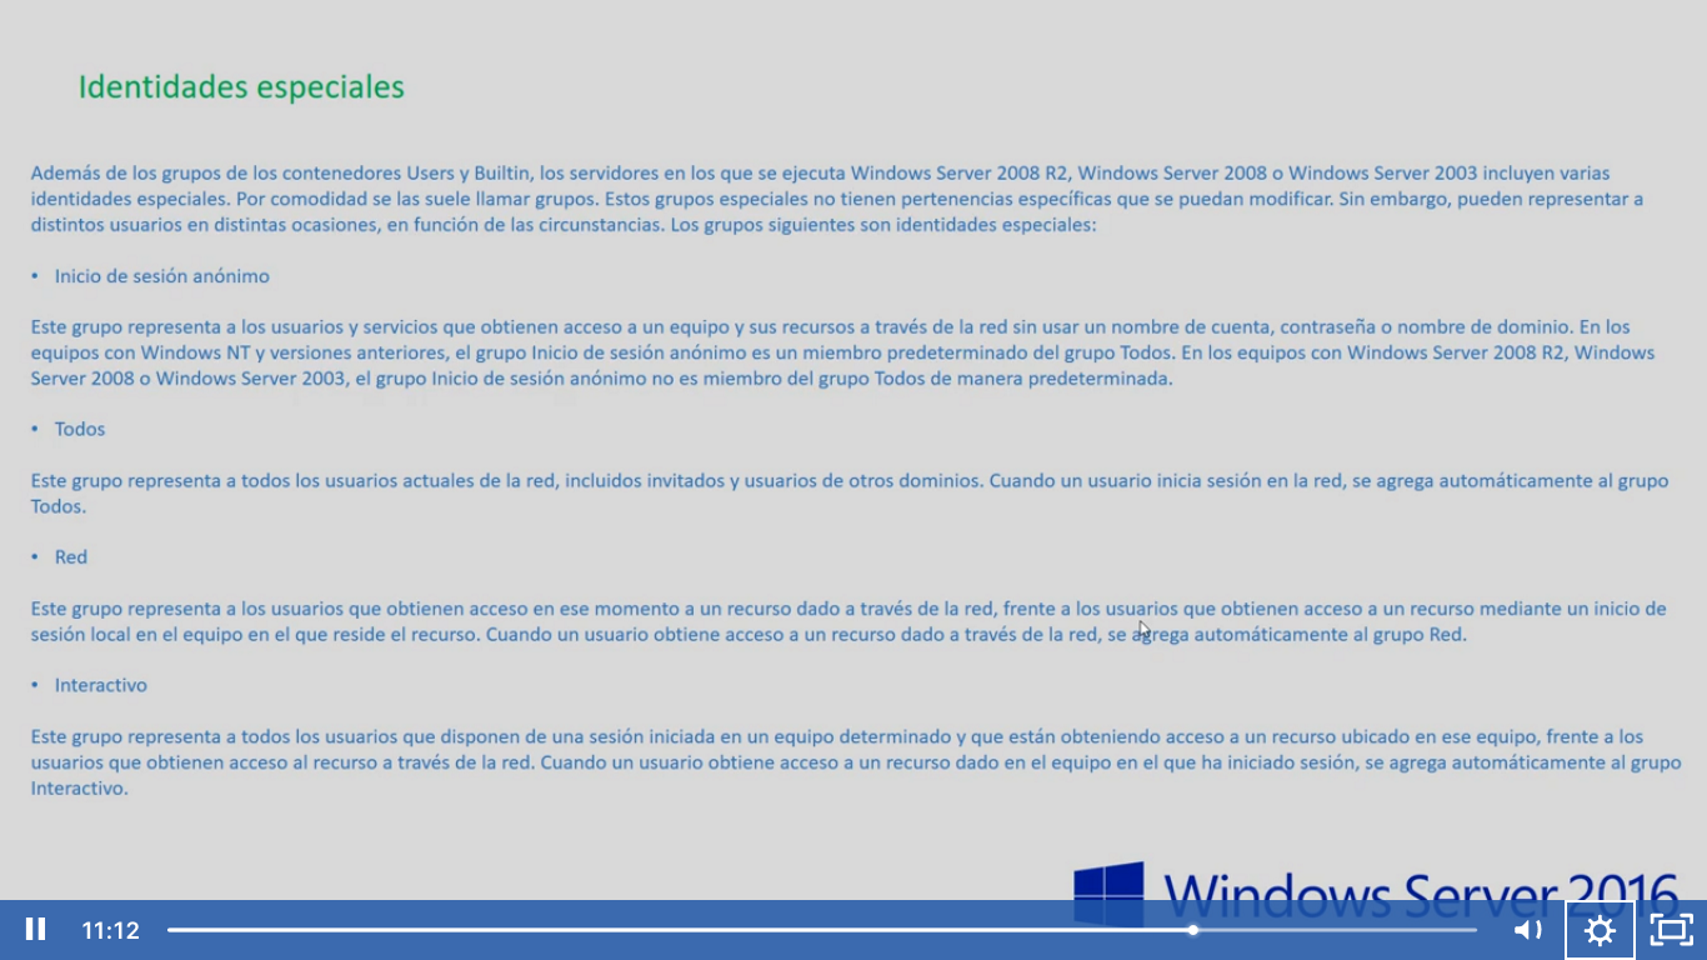 Identidades especiales
Además de los grupos de los contenedores Users y Builtin, los servidores en los que se ejecuta Windows Server 2008 R2, Windows Server 2008 o Windows Server 2003 incluyen varias
identidades especiales. Por comodidad se las suele llamar grupos. Estos grupos especiales no tienen pertenencias específicas que se puedan modificar. Sin embargo, pueden representar a
distintos usuarios en distintas ocasiones, en función de las circunstancias. Los grupos siguientes son identidades especiales:
• Inicio de sesión anónimo
Este grupo representa a los usuarios y servicios que obtienen acceso a un equipo y sus recursos a través de la red sin usar un nombre de cuenta, contraseña o nombre de dominio. En los
equipos con Windows NT y versiones anteriores, el grupo Inicio de sesión anónimo es un miembro predeterminado del grupo Todos. En los equipos con Windows Server 2008 R2, Windows
Server 2008 o Windows Server 2003, el grupo Inicio de sesión anónimo no es miembro del grupo Todos de manera predeterminada.
• Todos
Este grupo representa a todos los usuarios actuales de la red, incluidos invitados y usuarios de otros dominios. Cuando un usuario inicia sesión en la red, se agrega automáticamente al grupo
Todos.
• Red
Este grupo representa a los usuarios que obtienen acceso en ese momento a un recurso dado a través de la red, frente a los usuarios que obtienen acceso a un recurso mediante un inicio de
sesión local en el equipo en el que reside el recurso. Cuando un usuario obtiene acceso a un recurso dado a través de la red, se agrega automáticamente al grupo Red.
• Interactivo
Este grupo representa a todos los usuarios que disponen de una sesión iniciada en un equipo determinado y que están obteniendo acceso a un recurso ubicado en ese equipo, frente a los
usuarios que obtienen acceso al recurso a través de la red. Cuando un usuario obtiene acceso a un recurso dado en el equipo en el que ha iniciado sesión, se agrega automáticamente al grupo
Interactivo.
Windows Server 2016
11:12